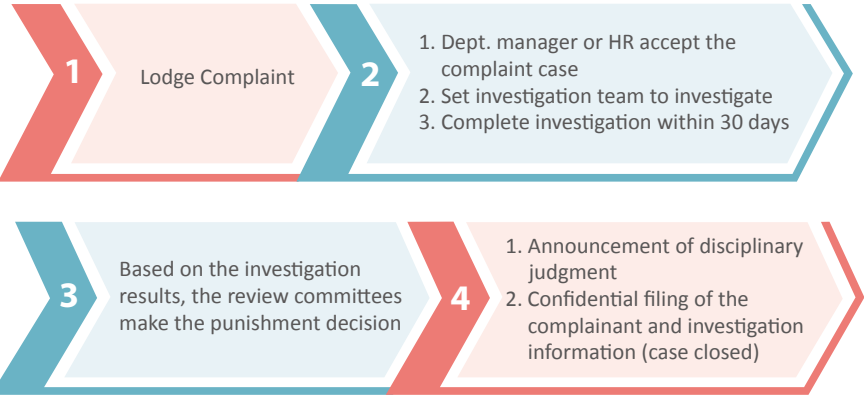 1
Lodge Complaint
2
1. Dept. manager or HR accept the
complaint case
2. Set investigation team to investigate
3. Complete investigation within 30 days
3
Based on the investigation
results, the review committees
make the punishment decision
4
1. Announcement of disciplinary
judgment
2. Confidential filing of the
complainant and investigation
information (case closed)